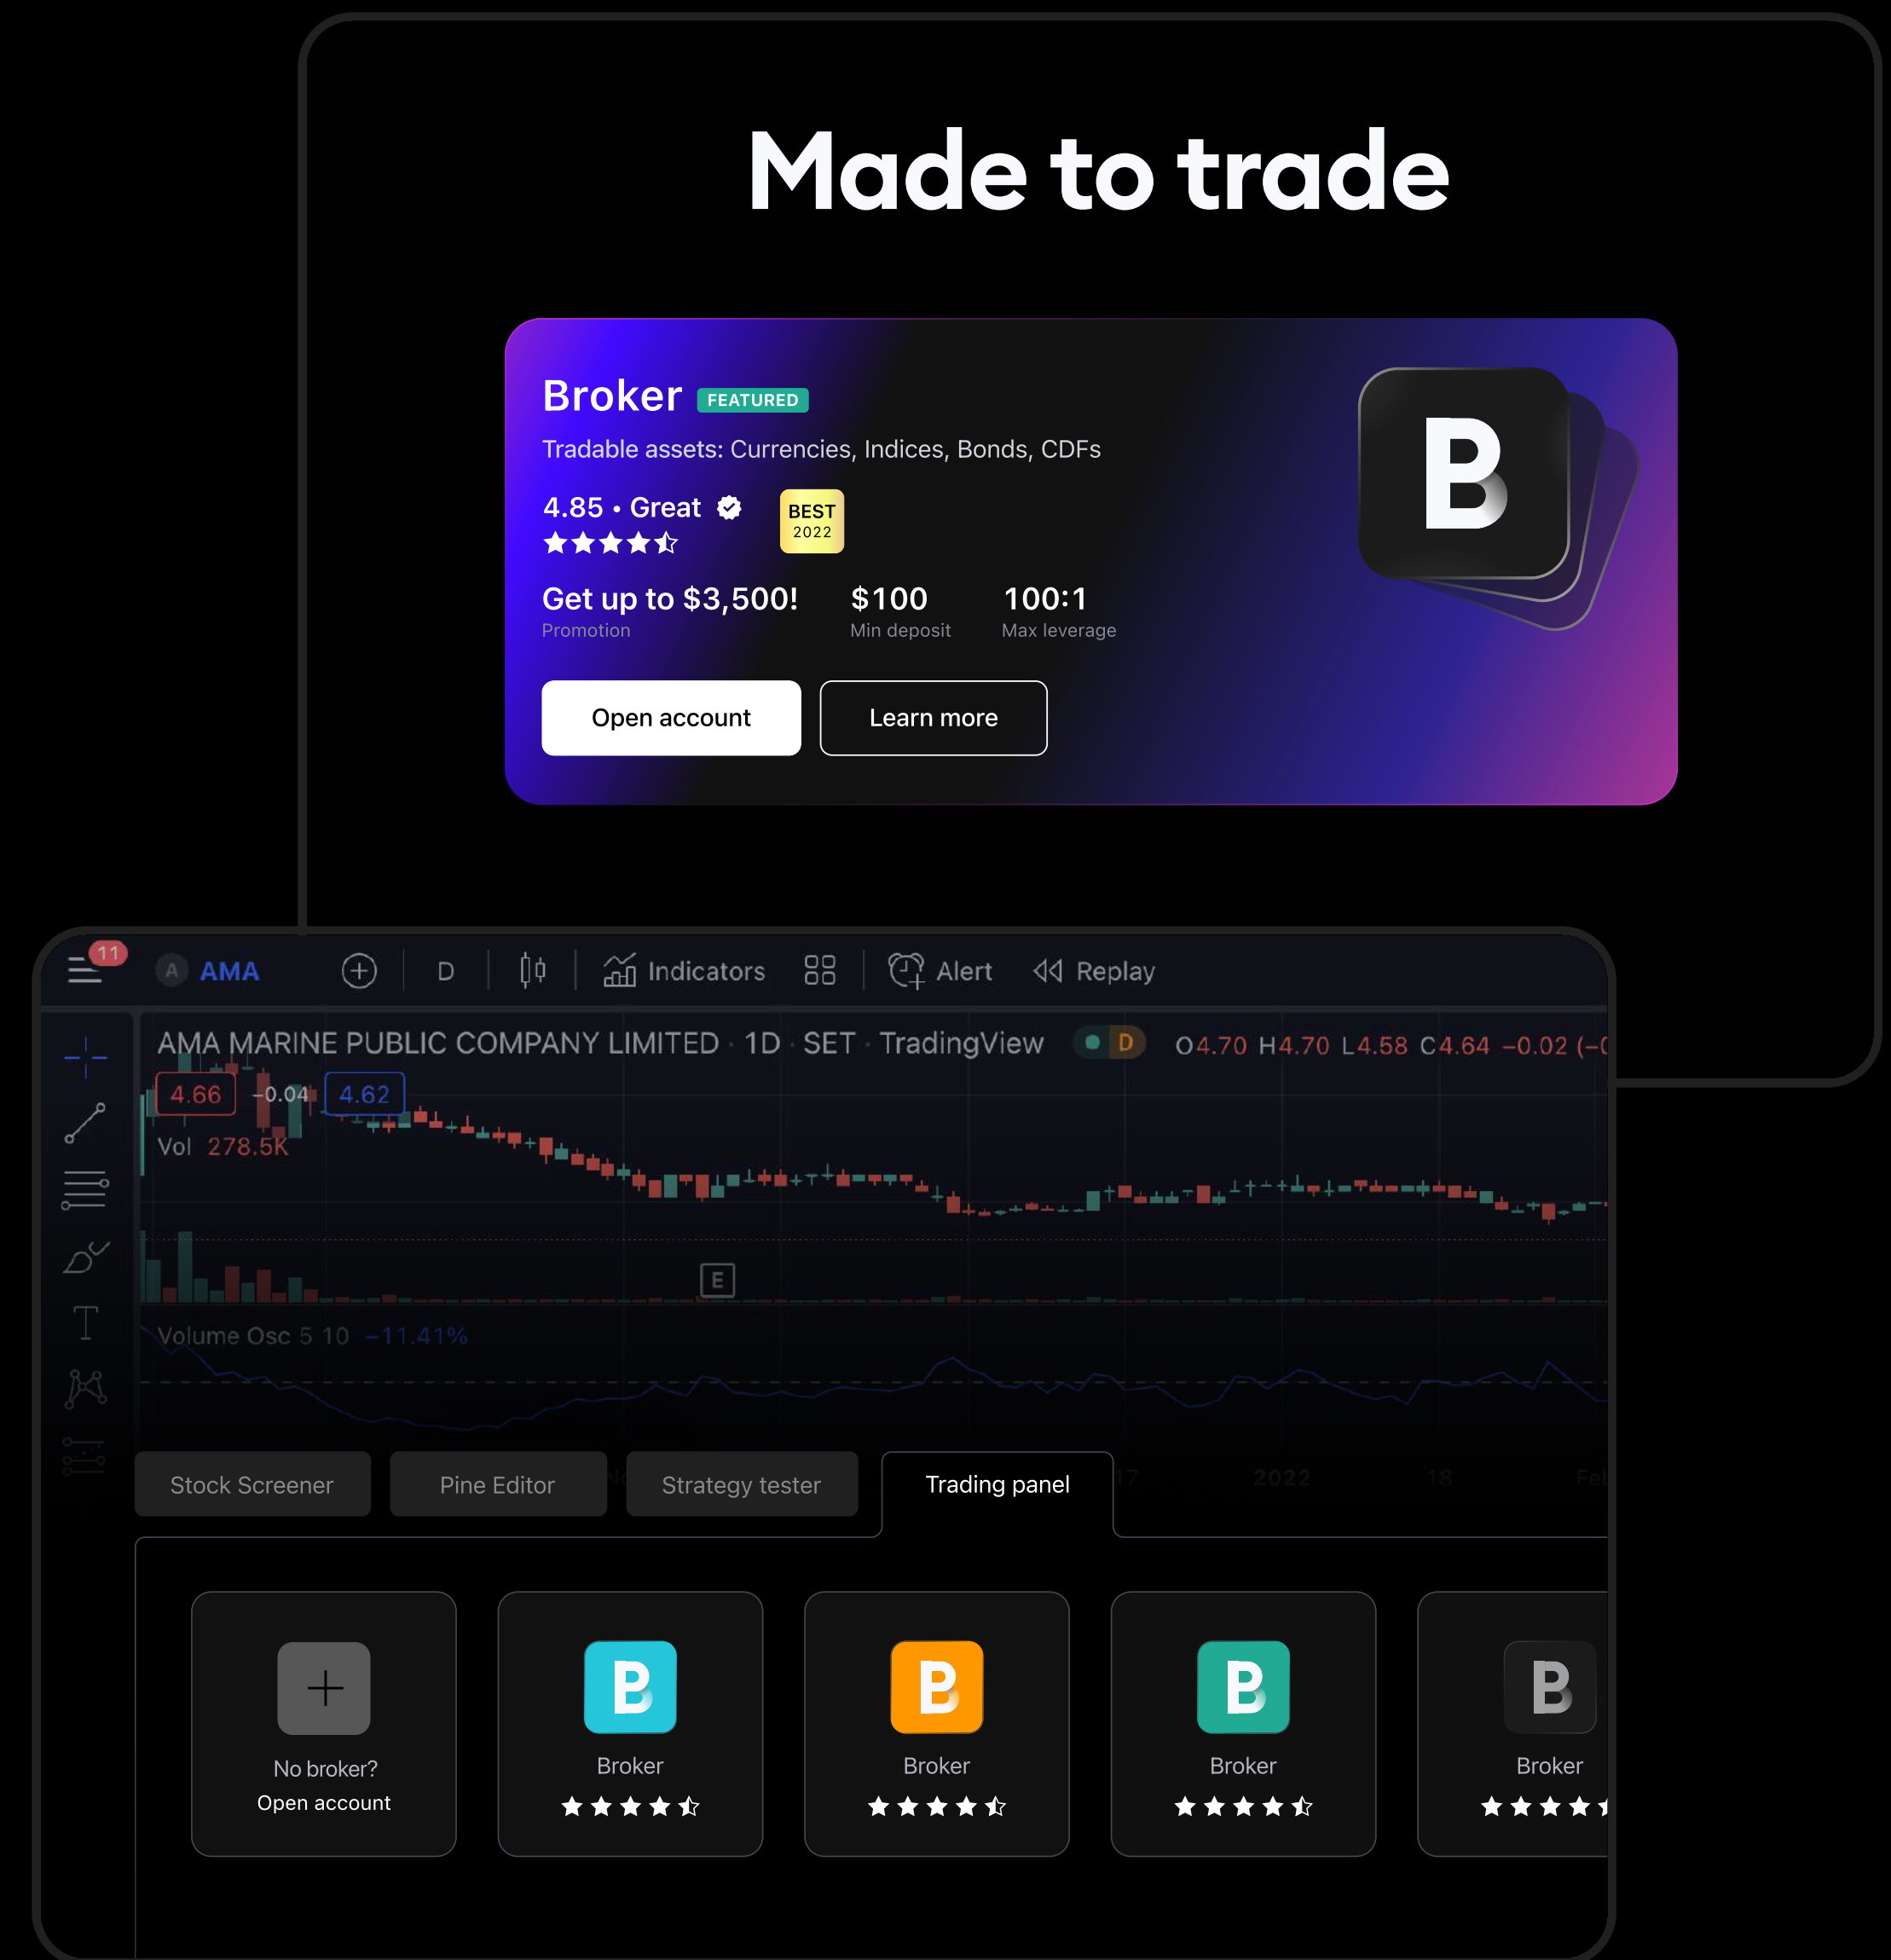 Made to trade
Broker FEATURED
Tradable assets: Currencies, Indices, Bonds, CDFs
4.85 • Great
BEST
2022
Get up to $3,500! $100 100:1
Promotion Min deposit Max leverage
Open account Learn more
B
11
A AMA D Indicators Alert Replay
AMA MARINE PUBLIC COMPANY LIMITED · 1D · SET · TradingView D O4.70 H4.70 L4.58 C4.64 −0.02
4.66 −0.04 4.62
Vol 278.5K
E
T
Volume Osc 5 10 −11.41%
17 2022 18
Stock Screener Pine Editor Strategy tester Trading panel
B B B B
No broker? Broker Broker Broker Broker
Open account